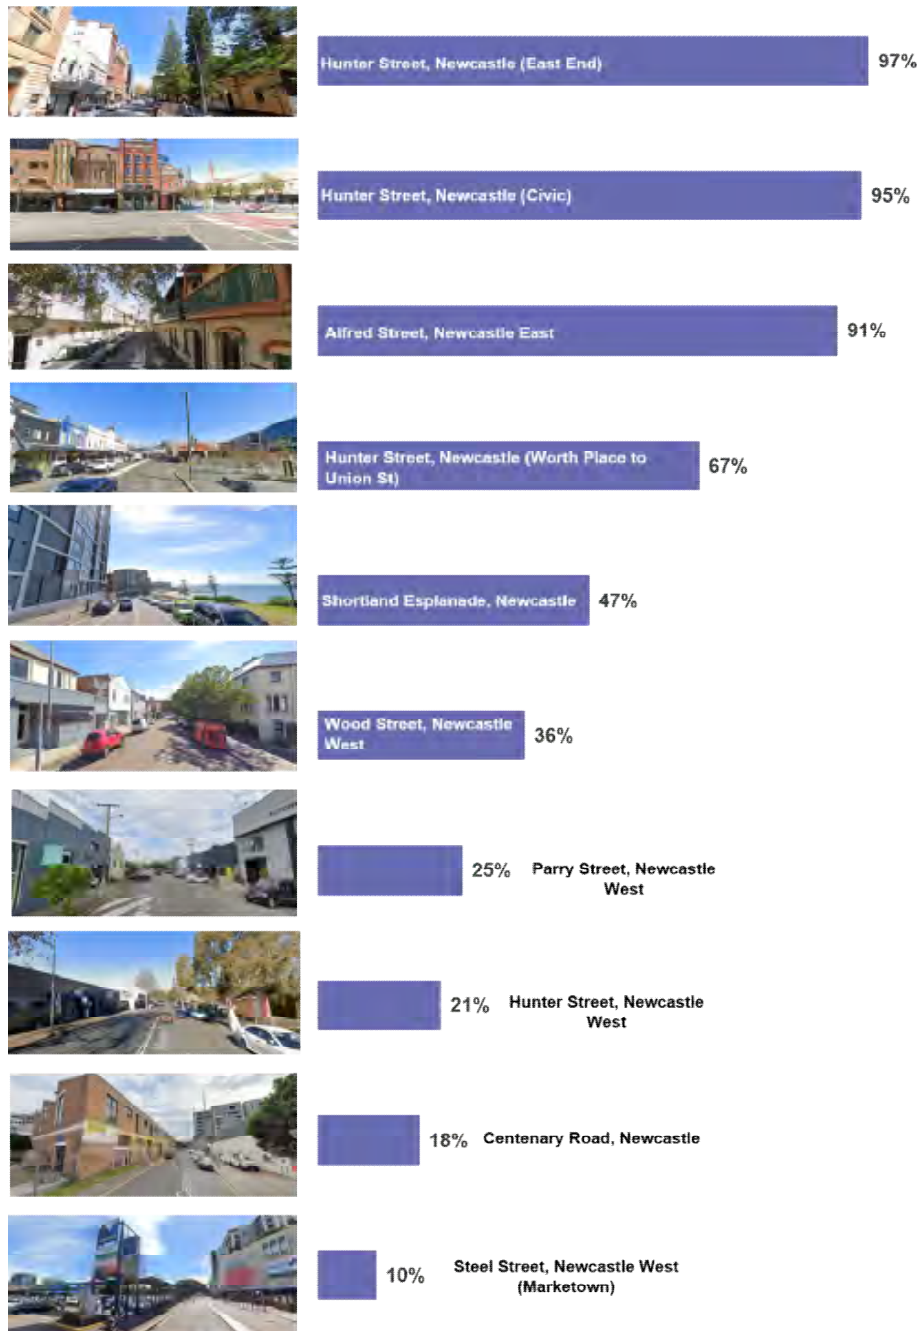 Hunter Street, Newcastle (East End)
97%
Hunter Street, Newcastle (Civic)
95%
Alfred Street, Newcastle East
91%
Hunter Street, Newcastle (Worth Place to
Union St)
67%
Shortland Esplanade, Newcastle
47%
Wood Street, Newcastle
West
36%
25%
Parry Street, Newcastle
West
21%
Hunter Street, Newcastle
West
18%
Centenary Road, Newcastle
10%
Steel Street, Newcastle West
(Marketown)